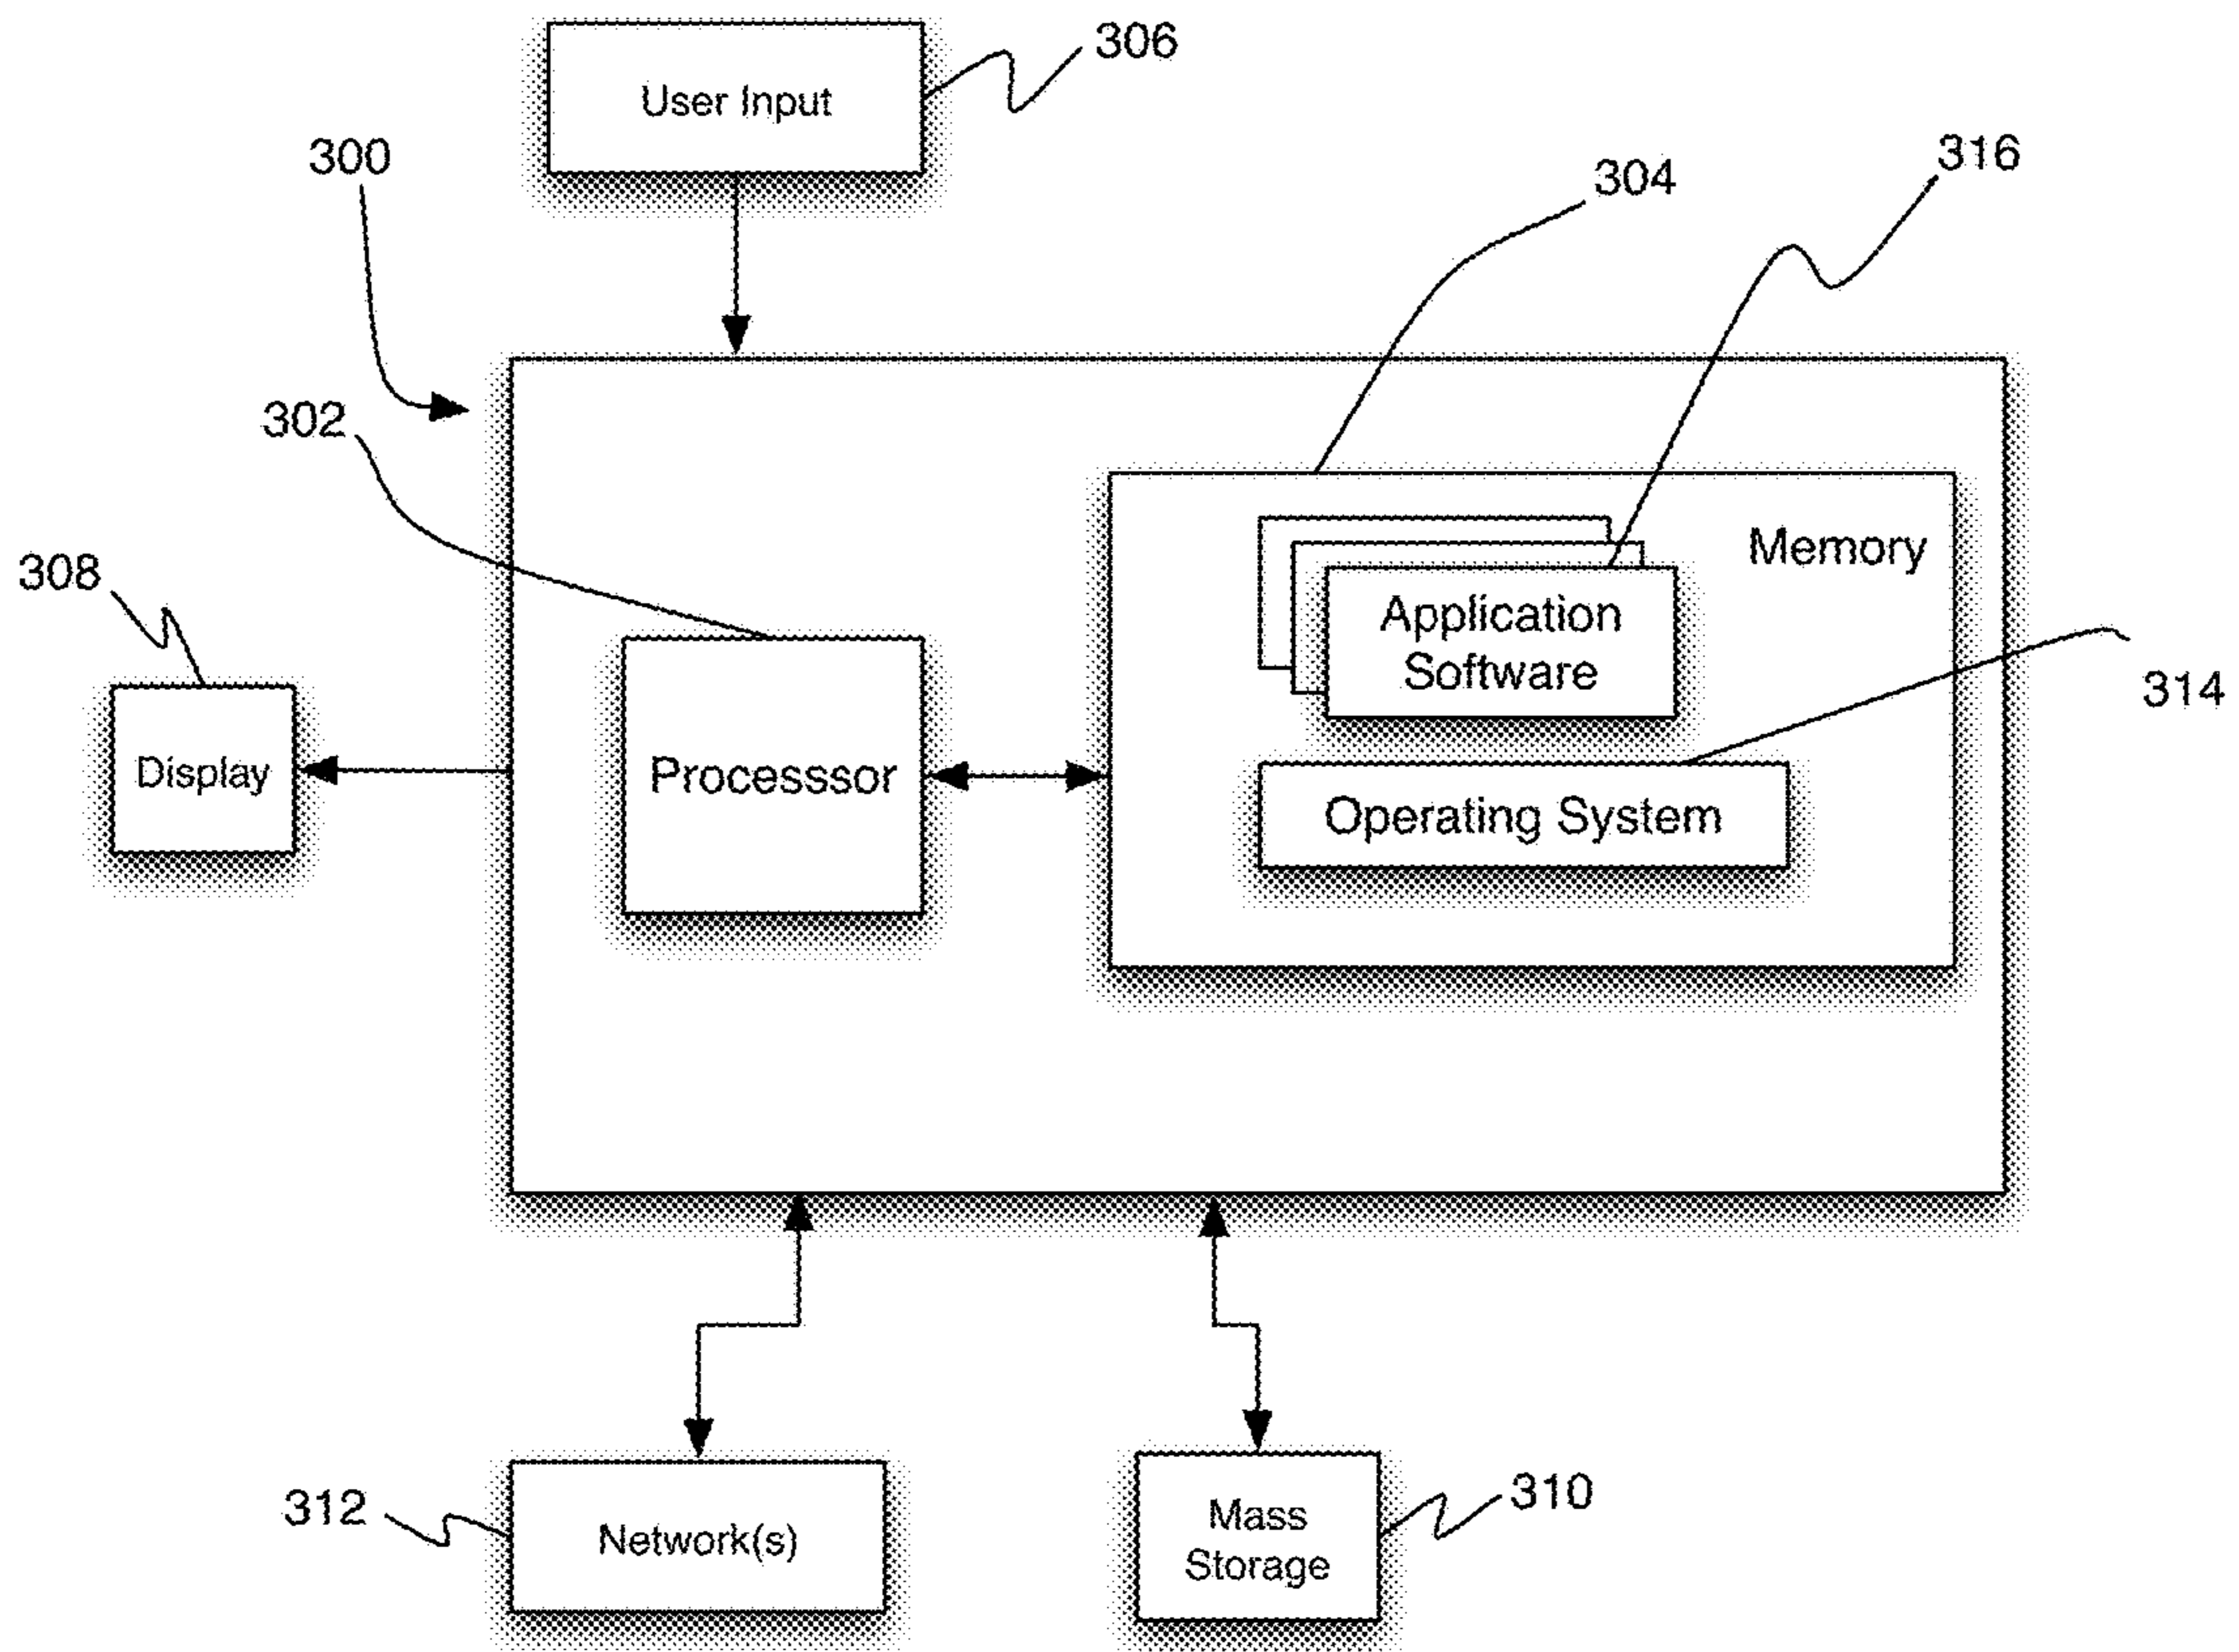 306
User Input
300
316
304
302
Memory
308
Application
Software
314
Display
Processsor
Operating System
312
Network(s)
310
Mass
Storage